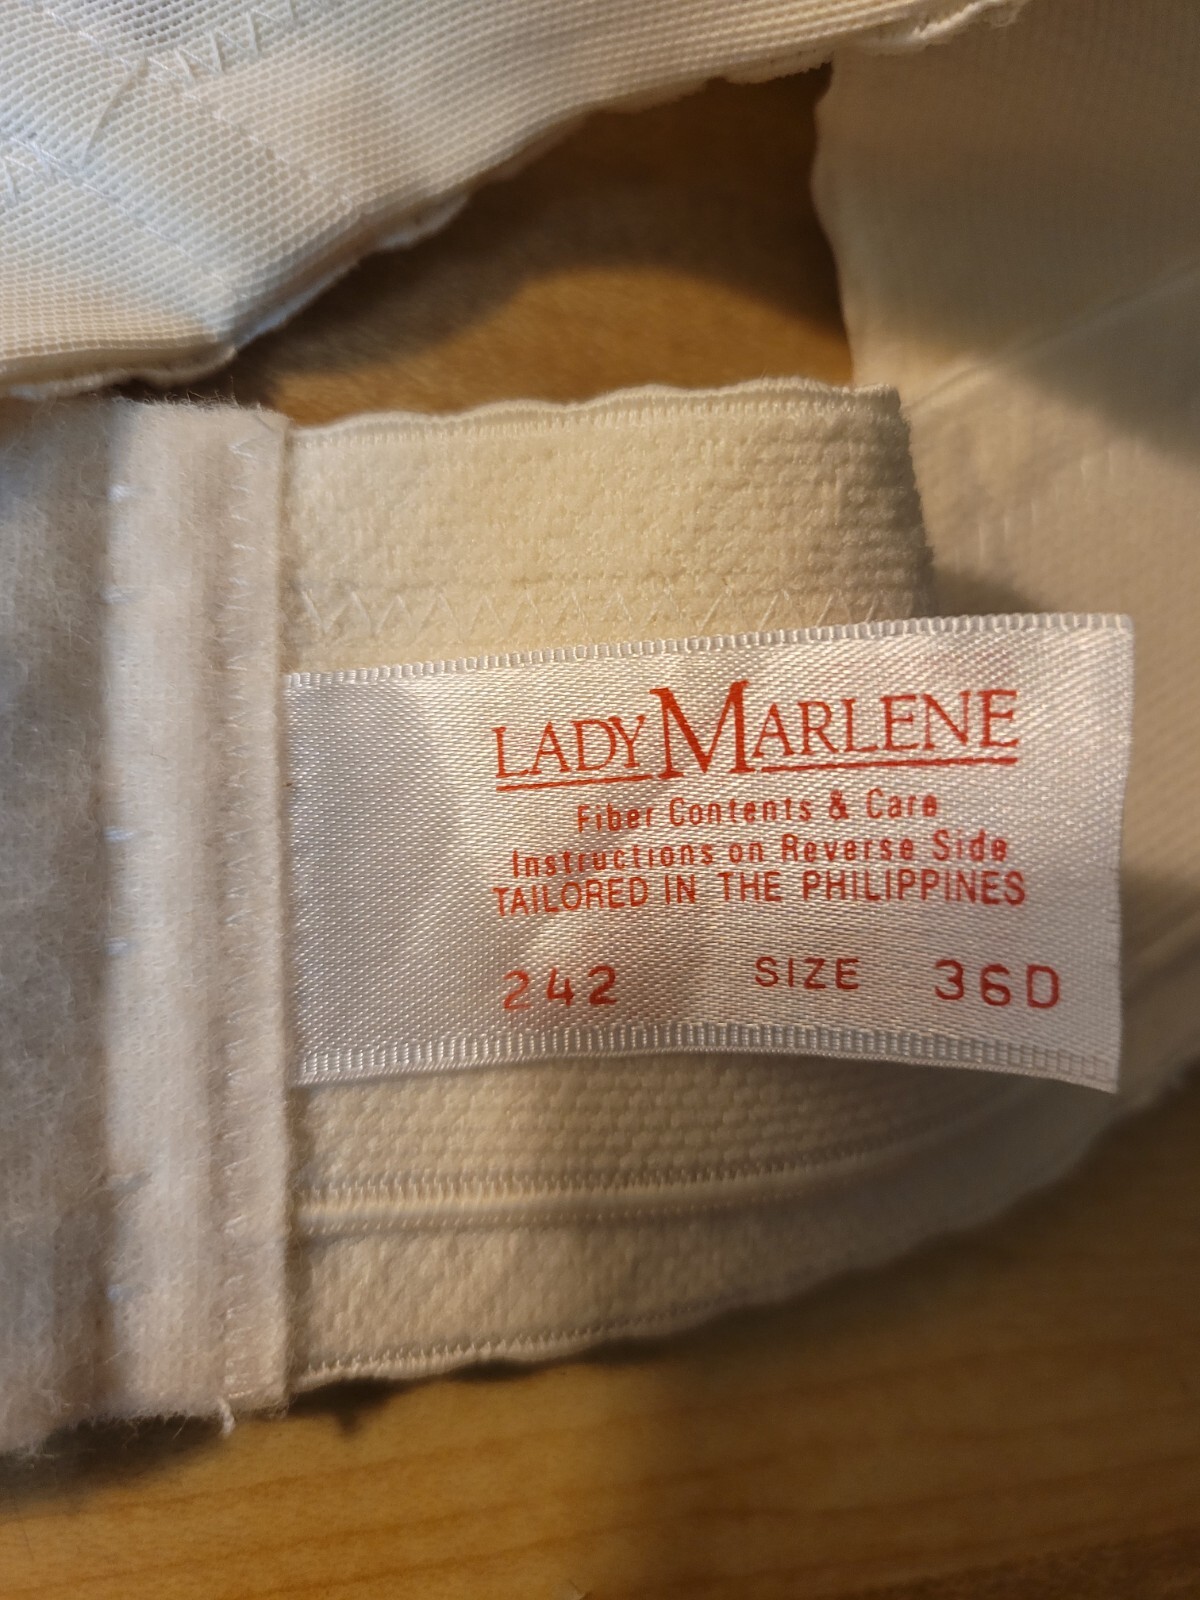 LADY MARLENE
Fiber Contents & Care
Instructions on Reverse Side
TAILORED IN THE PHILIPPINES
242 SIZE 36D